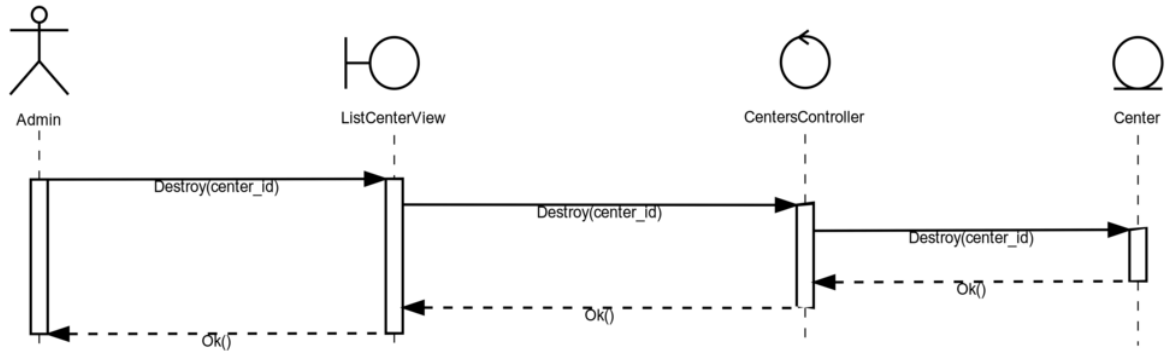 Admin
ListCenterView
CentersController
Center
Destroy(center_id)
Destroy(center_id)
Destroy(center_id)
Ok()
Ok()
Ok()